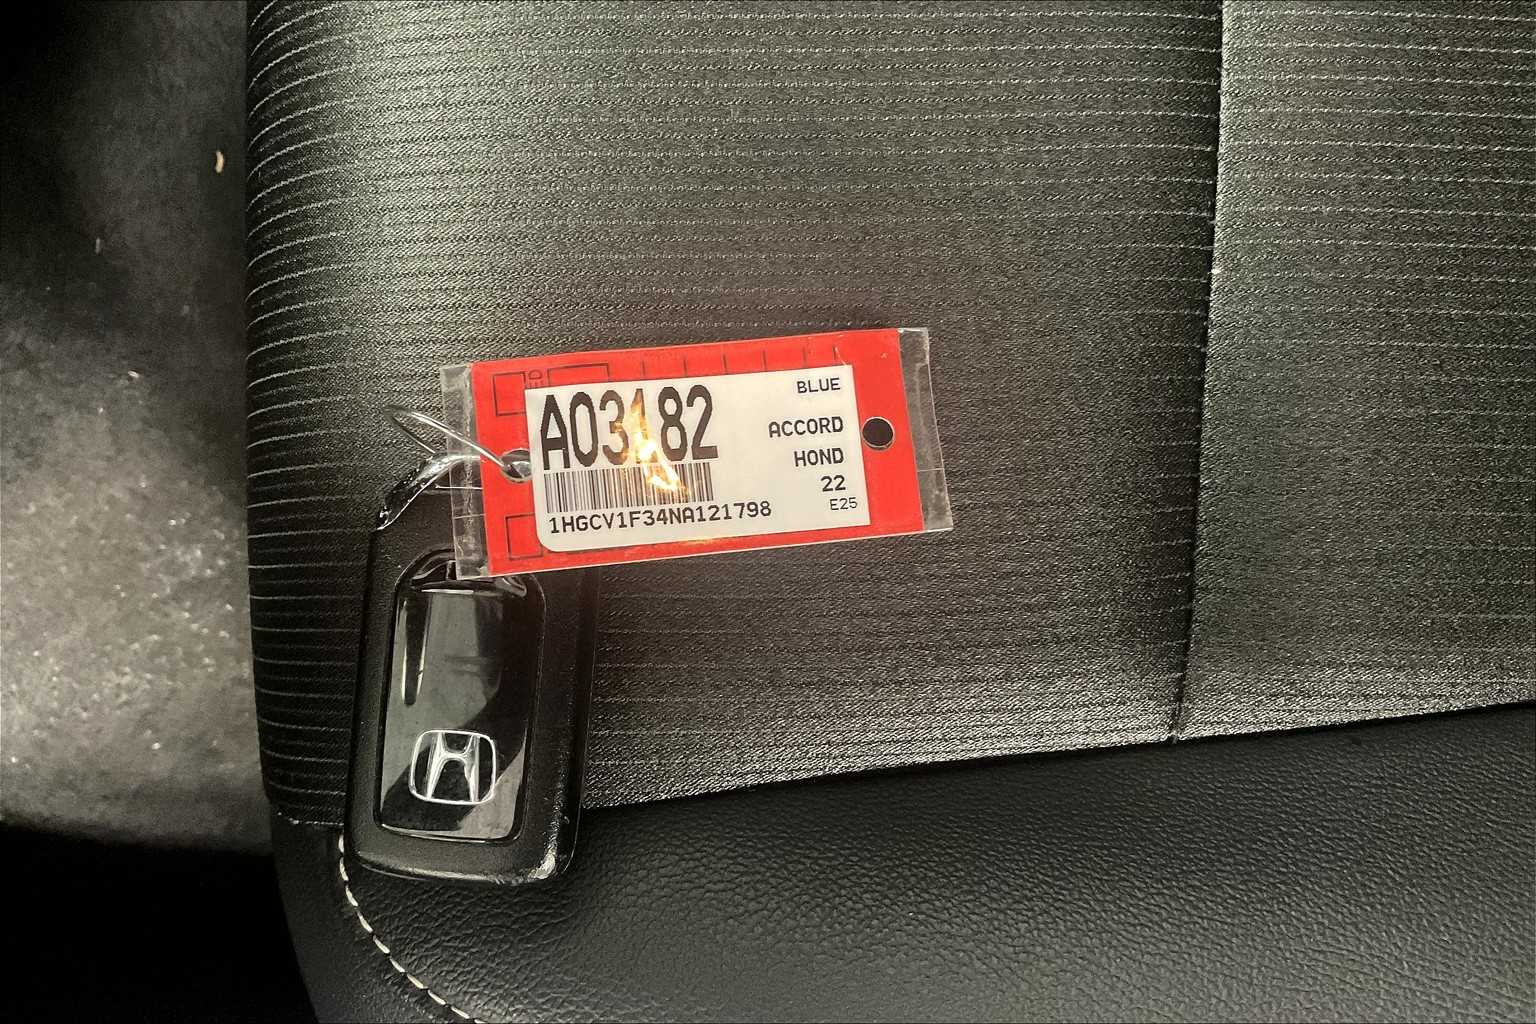 A03182
BLUE
ACCORD
HOND
22
E25
1HGCV1F34NA121798